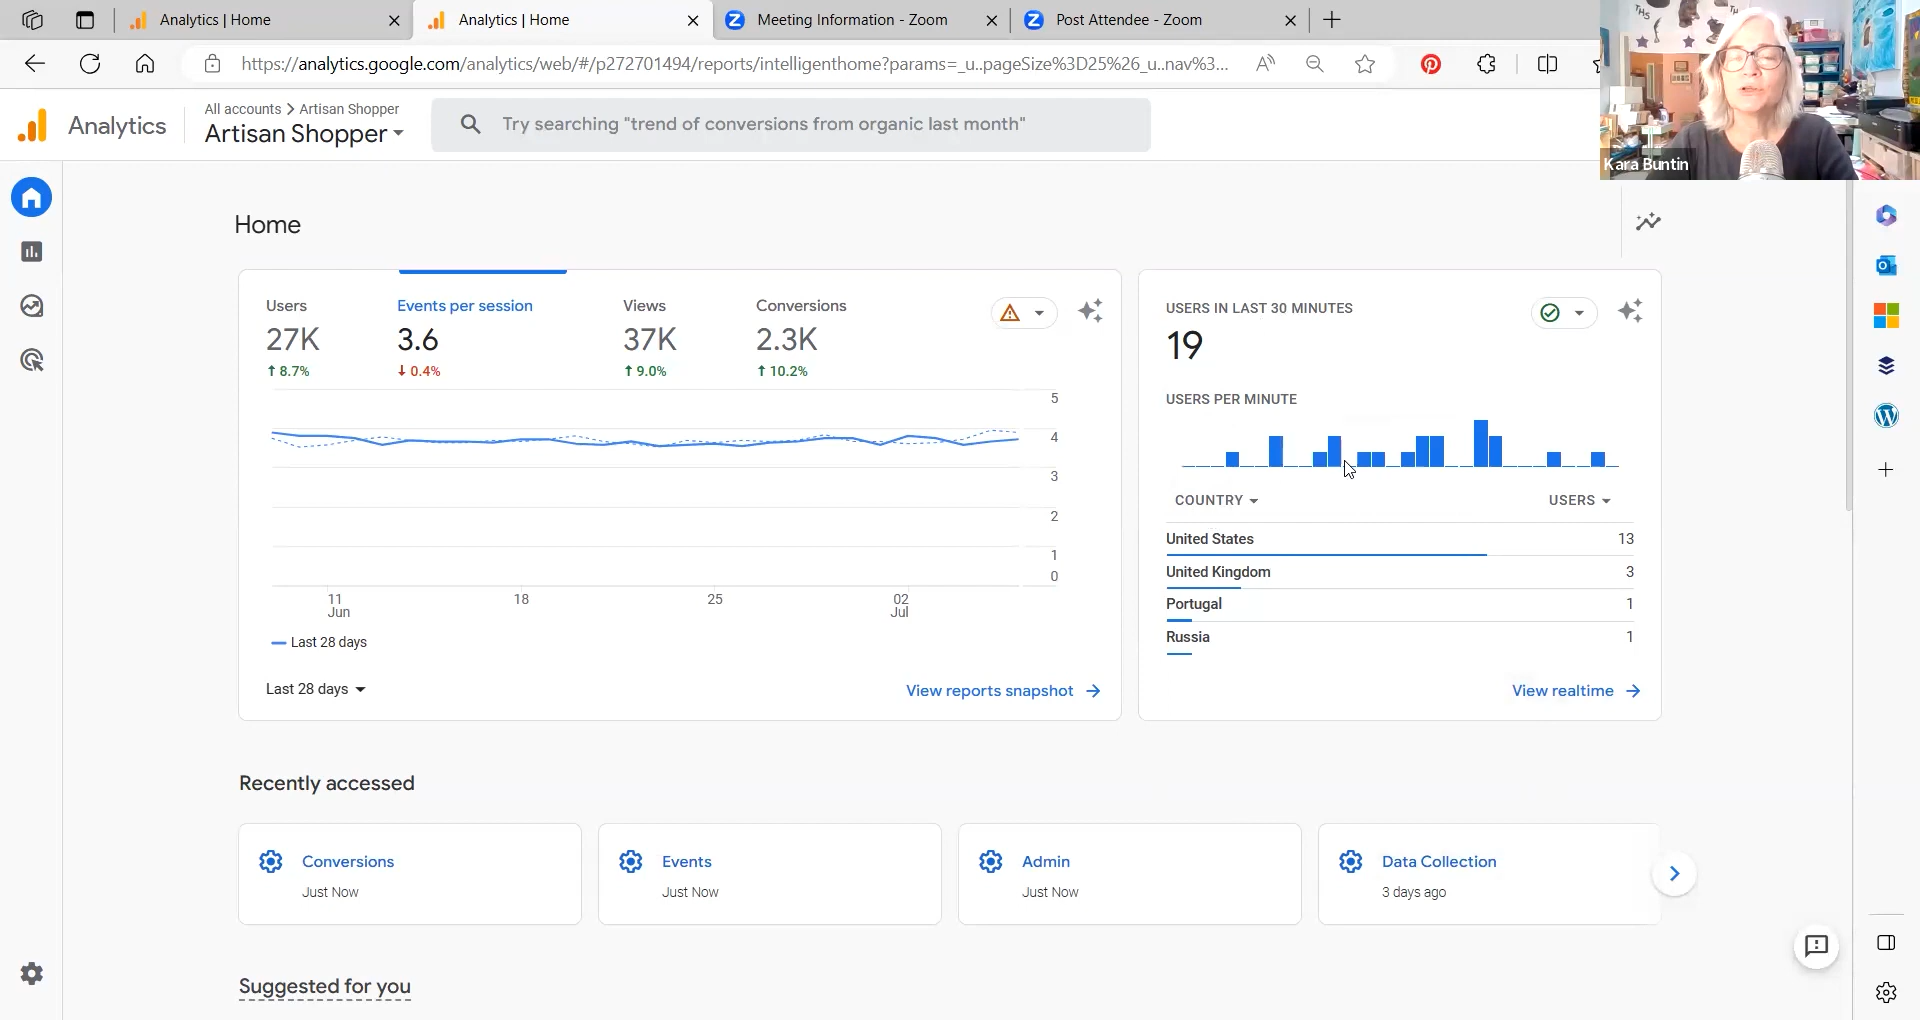 Analytics | Home
Analytics | Home
Meeting Information - Zoom
Post Attendee - Zoom
https://analytics.google.com/analytics/web/#/p272701494/reports/intelligenthome?params=_u..pageSize%3D25%26_u.nav%3...
Analytics
All accounts > Artisan Shopper
Artisan Shopper
Try searching "trend of conversions from organic last month"
Kara Buntin
Home
Users
27K
↑ 8.7%
Events per session
3.6
↓ 0.4%
Views
37K
↑ 9.0%
Conversions
2.3K
↑ 10.2%
5
4
3
2
1
0
11
Jun
18
25
02
Jul
Last 28 days
Last 28 days
View reports snapshot
USERS IN LAST 30 MINUTES
19
USERS PER MINUTE
COUNTRY
USERS
United States
13
United Kingdom
3
Portugal
1
Russia
1
View realtime
Recently accessed
Conversions
Just Now
Events
Just Now
Admin
Just Now
Data Collection
3 days ago
Suggested for you